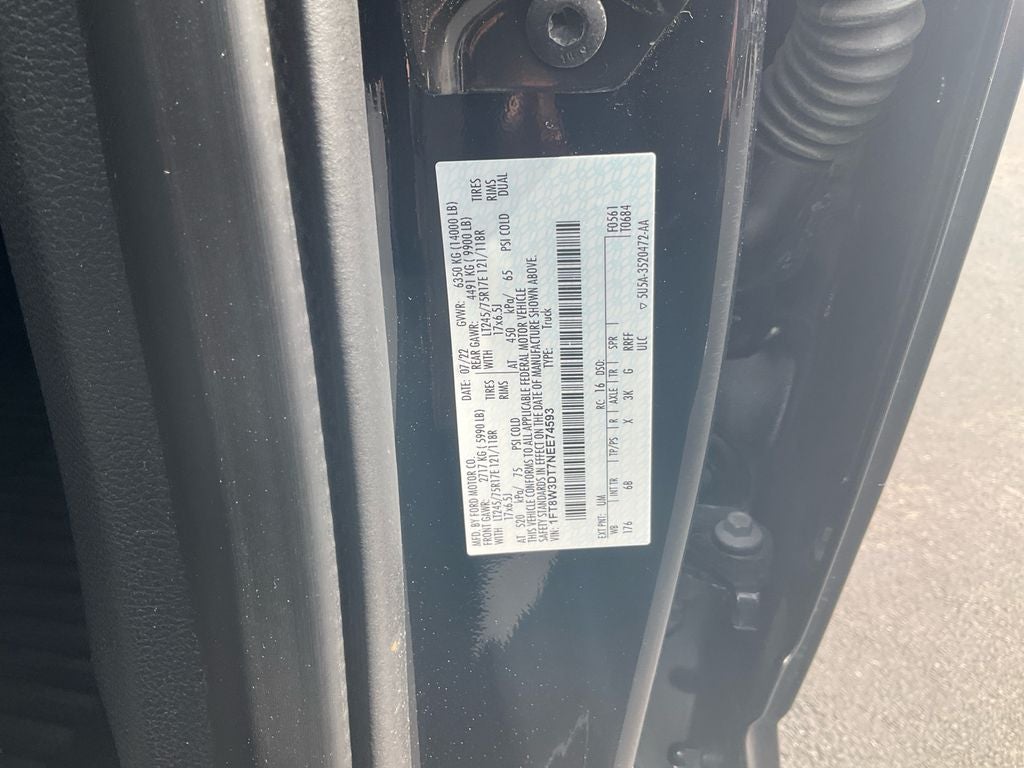 MFD. BY FORD MOTOR CO. DATE: 07/22 GVWR: 6350 KG (14000 LB)
FRONT GAWR: 2717 KG ( 5990 LB) REAR GAWR: 4491 KG ( 9900 LB)
WITH LT245/75R17E 121/118R TIRES WITH LT245/75R17E 121/118R TIRES
17x6.5J RIMS 17x6.5J RIMS
AT 520 kPa/ 75 PSI COLD AT 450 kPa/ 65 PSI COLD DUAL
THIS VEHICLE CONFORMS TO ALL APPLICABLE FEDERAL MOTOR VEHICLE
SAFETY STANDARDS IN EFFECT ON THE DATE OF MANUFACTURE SHOWN ABOVE.
VIN: 1FT8W3DT7NEE74593 TYPE: Truck
F0561
T0684
EXT PNT: UM RC: 16 DSO:
WB INT TR TP/PS R AXLE TR SPR
176 6B X 3K G RRFF
ULC
▽ 5U5A-3520472-AA